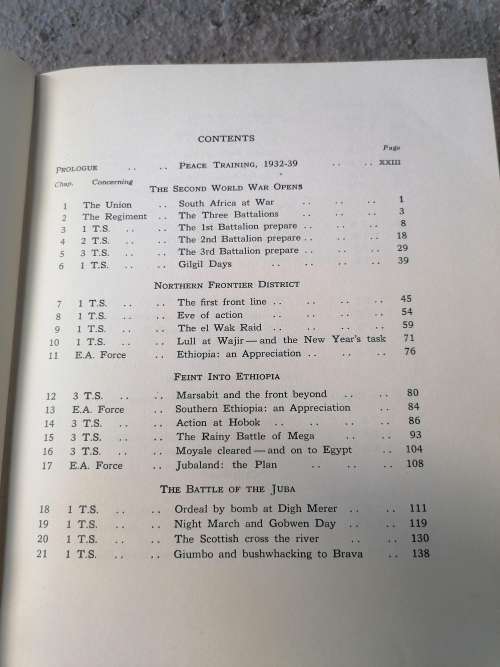 CONTENTS
Page
PROLOGUE .. .. PEACE TRAINING, 1932-39 .. .. XXIII
Chap. Concerning
THE SECOND WORLD WAR OPENS
1 The Union .. South Africa at War .. .. .. 1
2 The Regiment .. The Three Battalions .. .. .. 3
3 1 T.S. .. .. The 1st Battalion prepare .. .. .. 8
4 2 T.S. .. .. The 2nd Battalion prepare .. .. .. 18
5 3 T.S. .. .. The 3rd Battalion prepare .. .. .. 29
6 1 T.S. .. .. Gilgil Days .. .. .. 39
NORTHERN FRONTIER DISTRICT
7 1 T.S. .. .. The first front line .. .. .. .. 45
8 1 T.S. .. .. Eve of action .. .. .. .. 54
9 1 T.S. .. .. The el Wak Raid .. .. .. .. 59
10 1 T.S. .. .. Lull at Wajir — and the New Year's task 71
11 E.A. Force .. Ethiopia: an Appreciation .. .. .. 76
FEINT INTO ETHIOPIA
12 3 T.S. .. .. Marsabit and the front beyond .. .. 80
13 E.A. Force .. Southern Ethiopia: an Appreciation .. 84
14 3 T.S. .. .. Action at Hobok .. .. .. .. 86
15 3 T.S. .. .. The Rainy Battle of Mega .. .. 93
16 3 T.S. .. .. Moyale cleared — and on to Egypt .. 104
17 E.A. Force .. Jubaland: the Plan .. .. .. 108
THE BATTLE OF THE JUBA
18 1 T.S. .. .. Ordeal by bomb at Digh Merer .. .. 111
19 1 T.S. .. .. Night March and Gobwen Day .. .. 119
20 1 T.S. .. .. The Scottish cross the river .. .. 130
21 1 T.S. .. .. Giumbo and bushwhacking to Brava .. 138